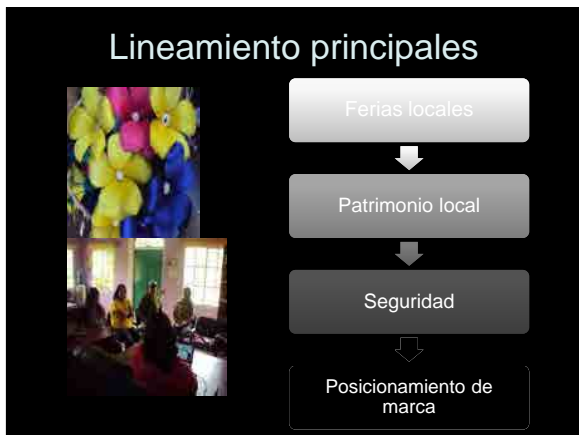 Lineamiento principales
Ferias locales
Patrimonio local
Seguridad
Posicionamiento de
marca